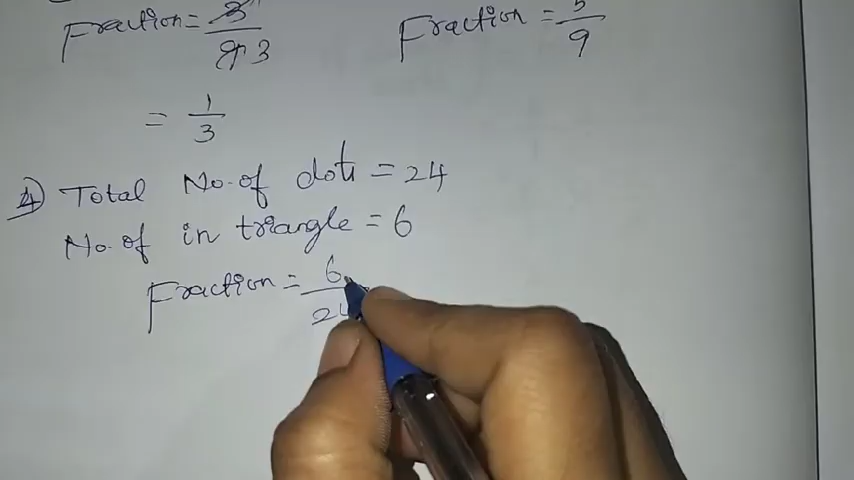 Fraction = 3/9 3
Fraction = 5/9
= 1/3
4) Total No. of dots = 24
No. of in triangle = 6
Fraction = 6/24